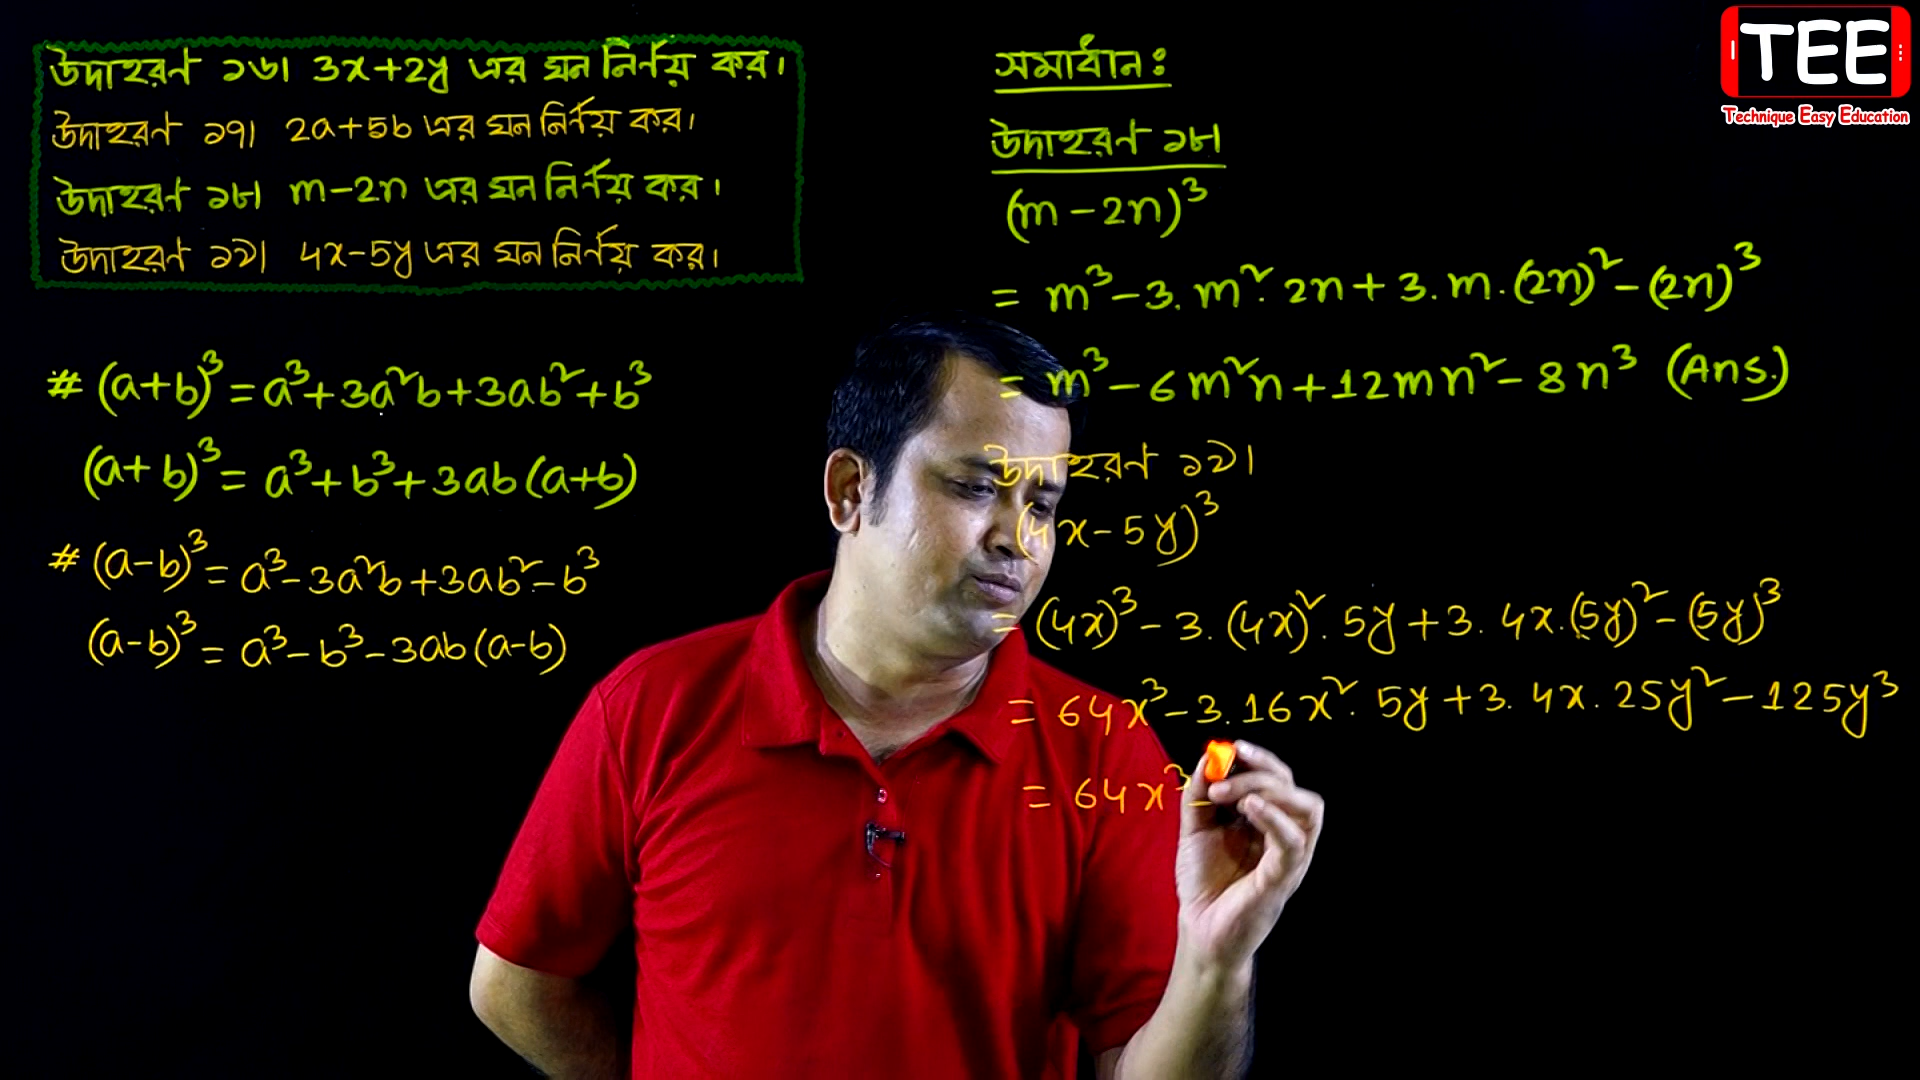 উদাহরণ ১৬। 3x+2y এর ঘন নির্ণয় কর।
উদাহরণ ১৭। 2a+5b এর ঘন নির্ণয় কর।
উদাহরণ ১৮। m-2n এর ঘন নির্ণয় কর।
উদাহরণ ১৯। 4x-5y এর ঘন নির্ণয় কর।
# (a+b)³ = a³+3a²b+3ab²+b³
(a+b)³ = a³+b³+3ab(a+b)
# (a-b)³ = a³-3a²b+3ab²-b³
(a-b)³ = a³-b³-3ab(a-b)
সমাধান:
উদাহরণ ১৮।
(m-2n)³
= m³-3.m².2n+3.m.(2n)²-(2n)³
= m³-6m²n+12mn²-8n³ (Ans.)
উদাহরণ ১৯।
(4x-5y)³
= (4x)³-3.(4x)².5y+3.4x.(5y)²-(5y)³
= 64x³-3.16x².5y+3.4x.25y²-125y³
= 64x³-
TEE
Technique Easy Education